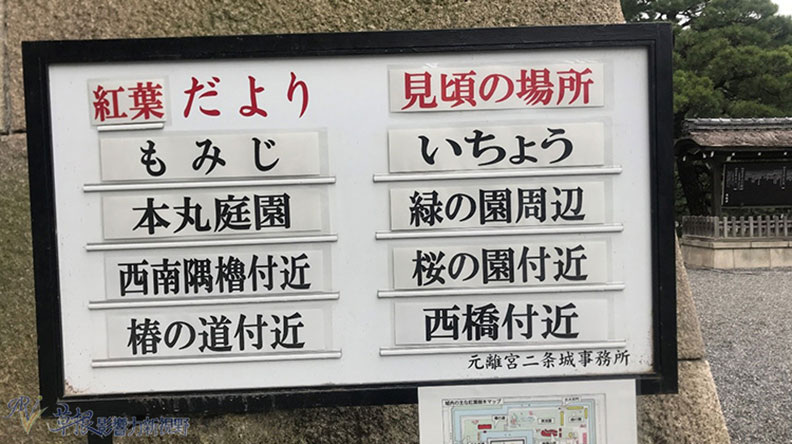 紅葉だより
見頃の場所
もみじ
本丸庭園
西南隅櫓付近
椿の道付近
いちょう
緑の園周辺
桜の園付近
西橋付近
元離宮二条城事務所